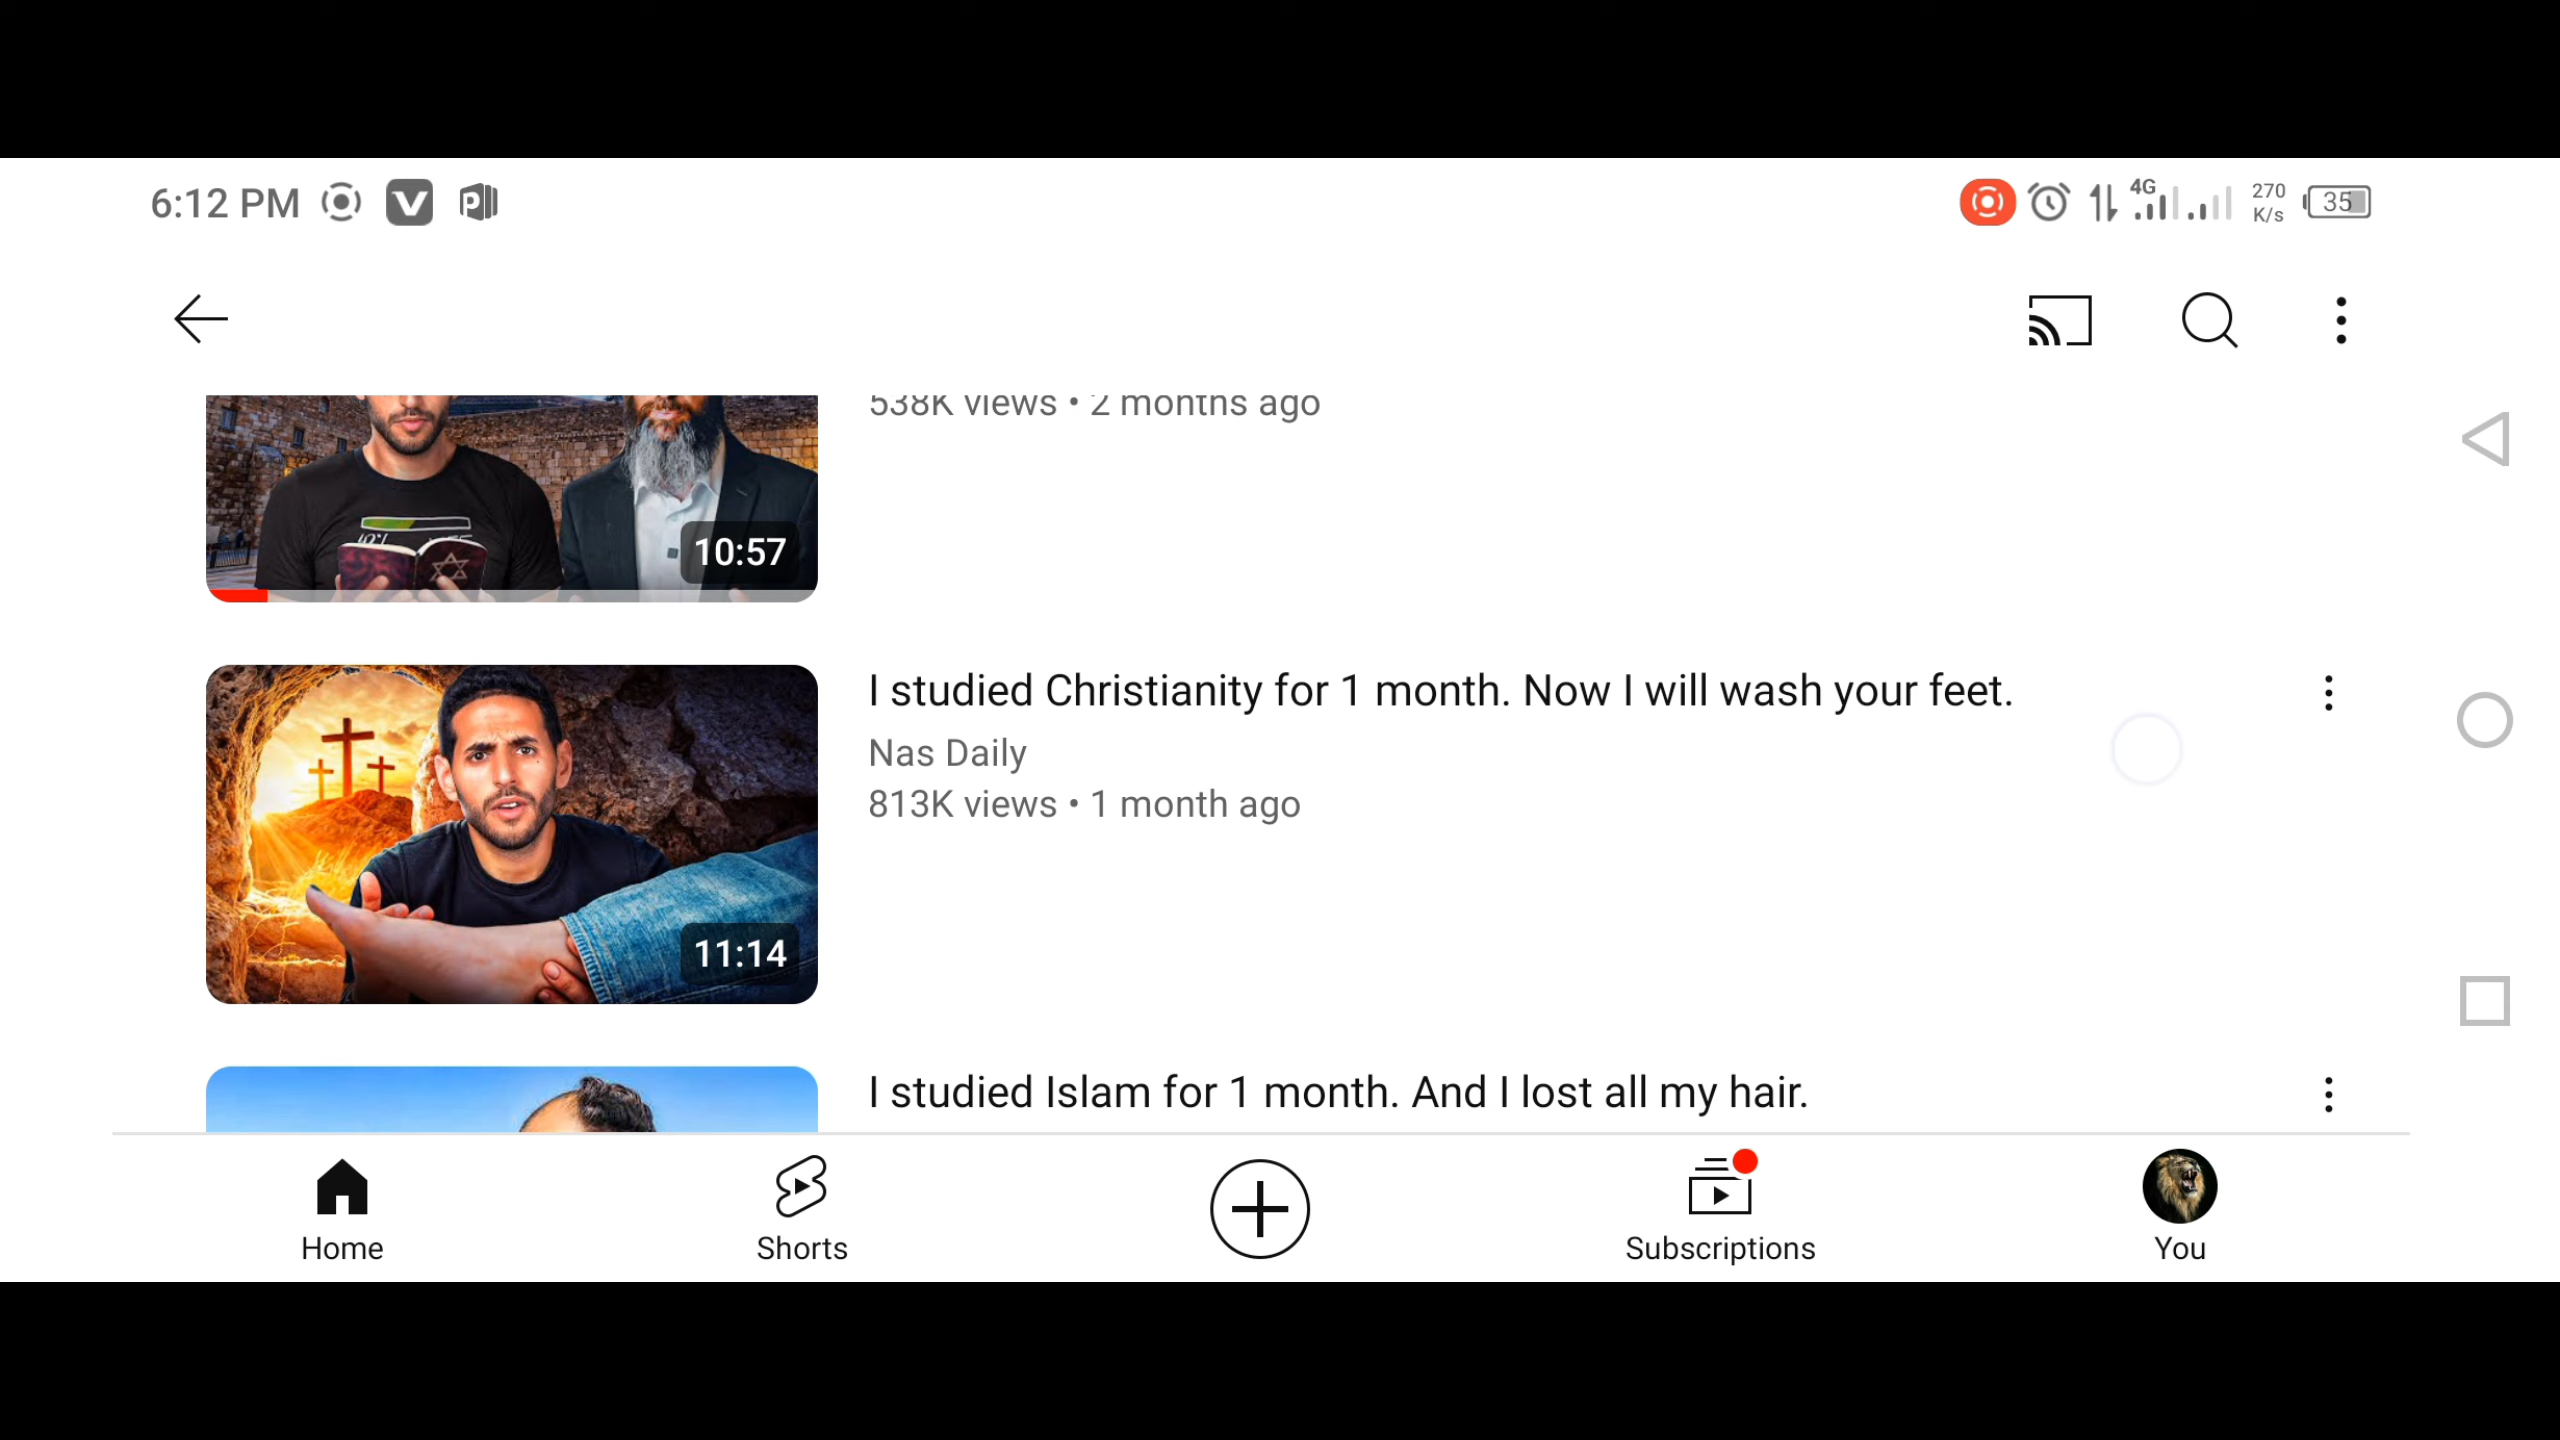 6:12 PM
4G
270
K/s
35
538K views • 2 months ago
10:57
I studied Christianity for 1 month. Now I will wash your feet.
Nas Daily
813K views • 1 month ago
11:14
I studied Islam for 1 month. And I lost all my hair.
Home
Shorts
Subscriptions
You